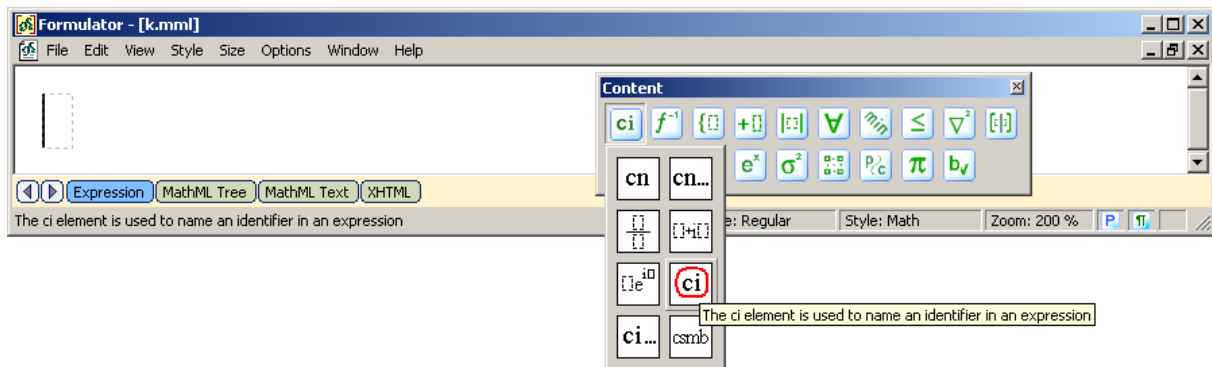 Formulator - [k.mml]
File Edit View Style Size Options Window Help
Content
ci f⁻¹ {▯ +▯ |▯| ∀ ≤ ∇²
eˣ σ² P/C π b√
cn cn...
▯/▯ ▯+i▯
▯eⁱ▯ ci
ci... csmb
Expression MathML Tree MathML Text XHTML
The ci element is used to name an identifier in an expression
e: Regular Style: Math Zoom: 200 % P ¶
The ci element is used to name an identifier in an expression